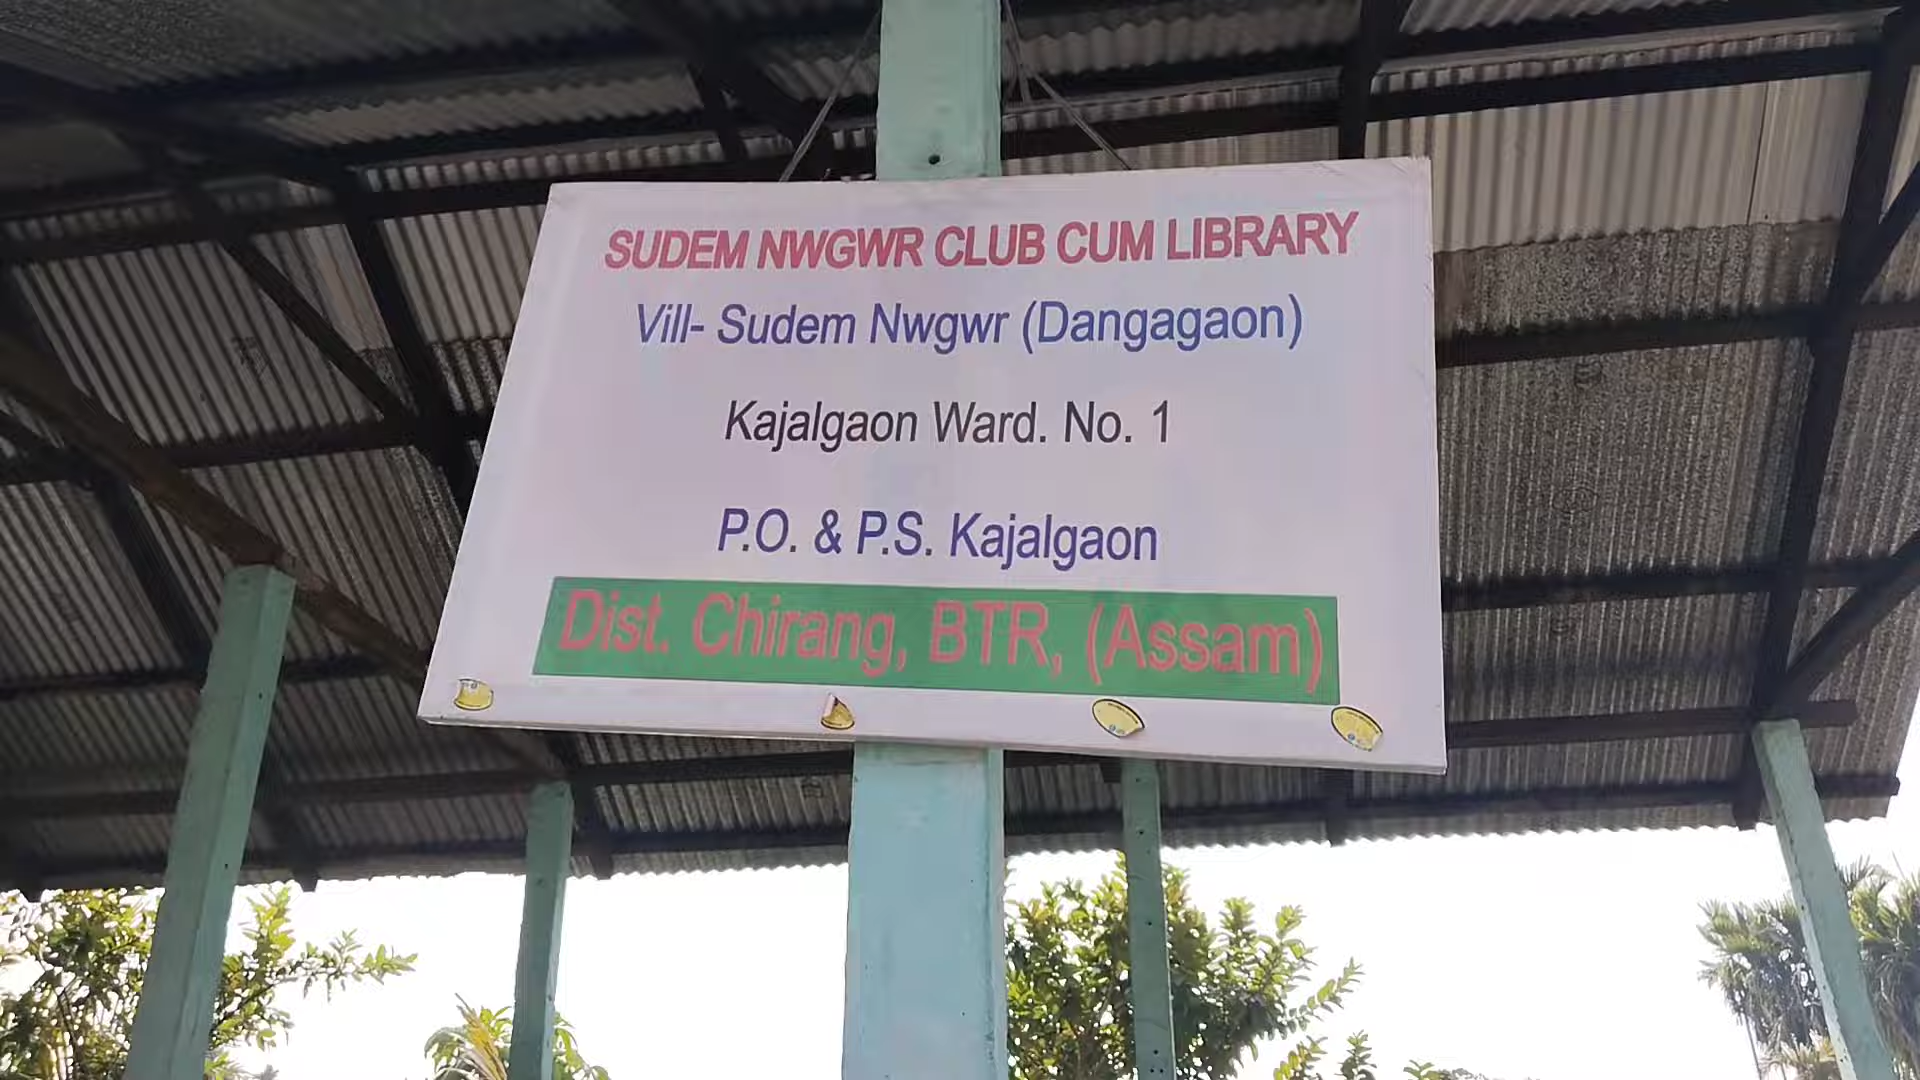 SUDEM NWGWR CLUB CUM LIBRARY
Vill- Sudem Nwgwr (Dangagaon)
Kajalgaon Ward. No. 1
P.O. & P.S. Kajalgaon
Dist. Chirang, BTR, (Assam)